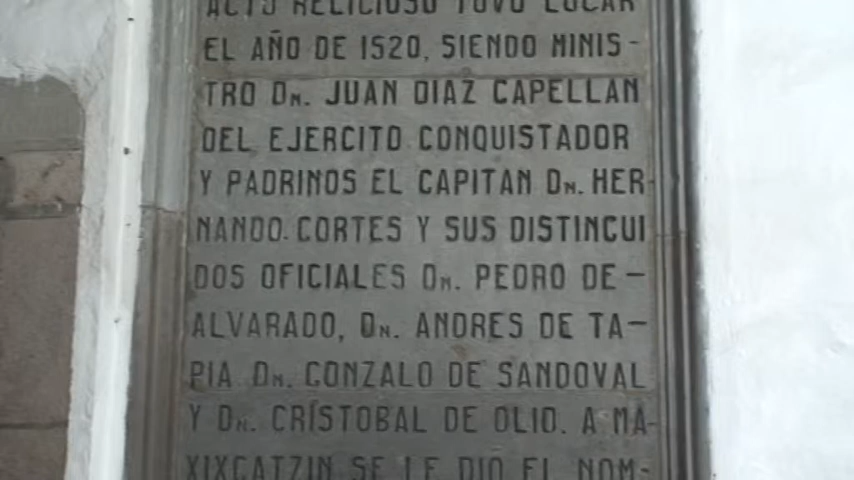 ACTO RELIGIOSO TUVO LUGAR
EL AÑO DE 1520, SIENDO MINIS-
TRO Dn. JUAN DIAZ CAPELLAN
DEL EJERCITO CONQUISTADOR
Y PADRINOS EL CAPITAN Dn. HER-
NANDO. CORTES Y SUS DISTINGUI
DOS OFICIALES Dn. PEDRO DE-
ALVARADO, Dn. ANDRES DE TA-
PIA Dn. GONZALO DE SANDOVAL
Y Dn. CRISTOBAL DE OLID. A MA-
XIXCATZIN SE LE DIO EL NOM-